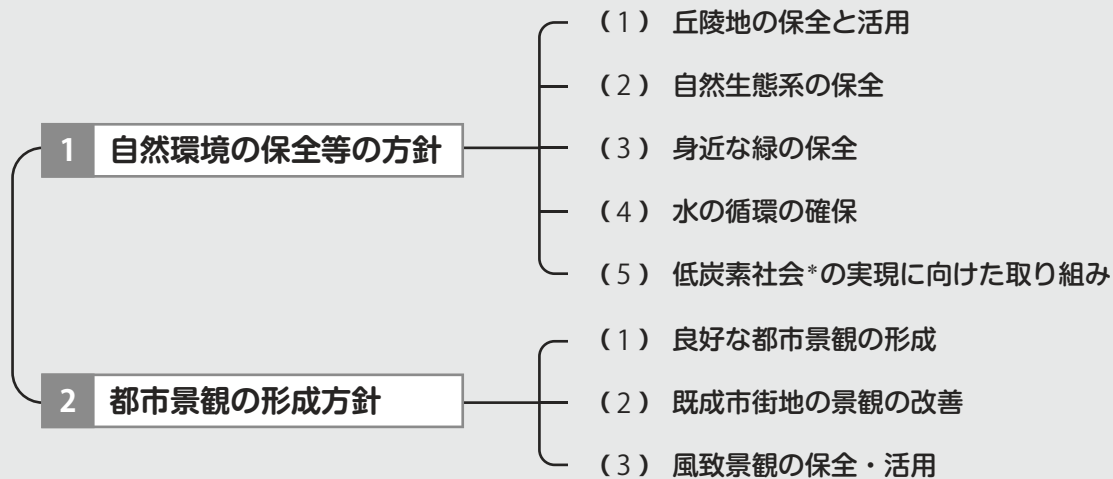 1 自然環境の保全等の方針
（1） 丘陵地の保全と活用
（2） 自然生態系の保全
（3） 身近な緑の保全
（4） 水の循環の確保
（5） 低炭素社会*の実現に向けた取り組み
2 都市景観の形成方針
（1） 良好な都市景観の形成
（2） 既成市街地の景観の改善
（3） 風致景観の保全・活用